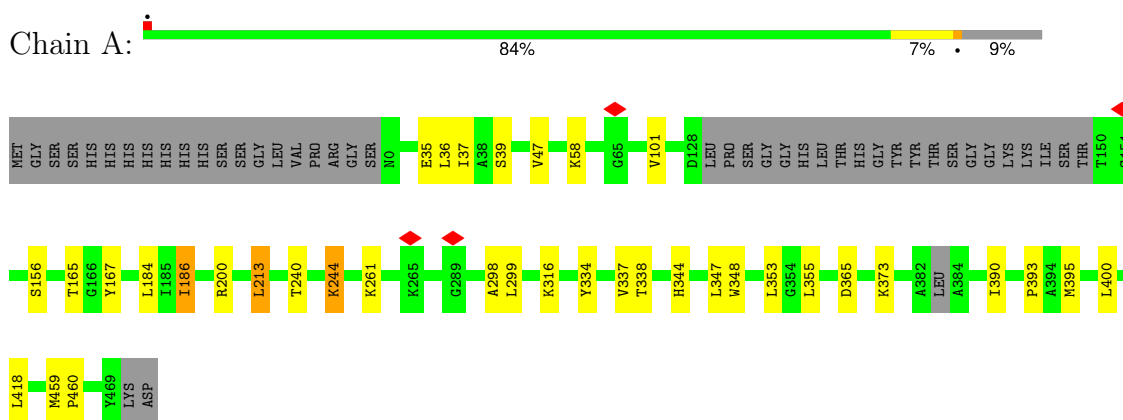 Chain A:
84% 7% • 9%
MET GLY SER SER HIS HIS HIS HIS HIS HIS HIS HIS SER SER GLY LEU VAL PRO ARG GLY SER N0 E35 L36 I37 A38 S39 V47 K58 G65 V101 D128 LEU PRO SER GLY GLY HIS LEU THR HIS GLY TYR TYR THR SER GLY GLY LYS LYS ILE SER THR T150
S156 T165 G166 Y167 L184 I185 I186 R200 L213 T240 K244 K261 K265 G289 A298 L299 K316 Y334 V337 T338 H344 L347 W348 L353 G354 L355 D365 K373 A382 LEU A384 I390 P393 A394 M395 L400
L418 M459 P460 Y469 LYS ASP